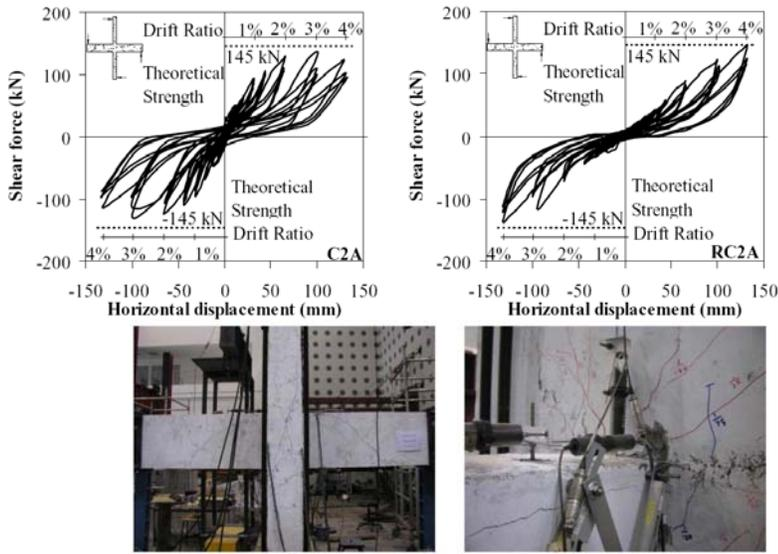 200
100
0
-100
-200
Shear force (kN)
Drift Ratio
1% 2% 3% 4%
145 kN
Theoretical
Strength
Theoretical
Strength
-145 kN
Drift Ratio
4% 3% 2% 1%
C2A
-150 -100 -50 0 50 100 150
Horizontal displacement (mm)
200
100
0
-100
-200
Shear force (kN)
Drift Ratio
1% 2% 3% 4%
145 kN
Theoretical
Strength
Theoretical
Strength
-145 kN
Drift Ratio
4% 3% 2% 1%
RC2A
-150 -100 -50 0 50 100 150
Horizontal displacement (mm)